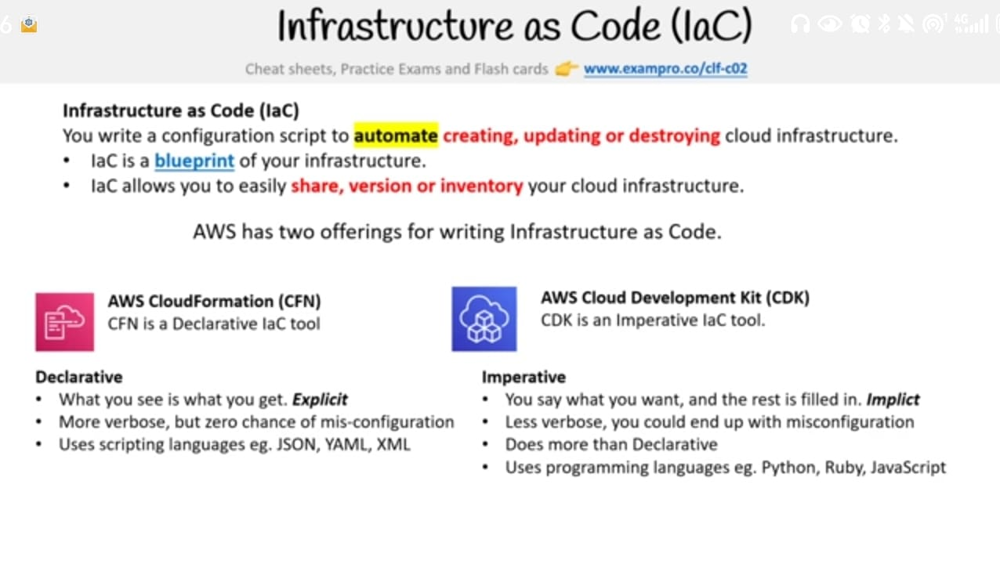 6
Infrastructure as Code (IaC)
4G
Cheat sheets, Practice Exams and Flash cards 👉 www.exampro.co/clf-c02
Infrastructure as Code (IaC)
You write a configuration script to automate creating, updating or destroying cloud infrastructure.
• IaC is a blueprint of your infrastructure.
• IaC allows you to easily share, version or inventory your cloud infrastructure.
AWS has two offerings for writing Infrastructure as Code.
AWS CloudFormation (CFN)
CFN is a Declarative IaC tool
Declarative
• What you see is what you get. Explicit
• More verbose, but zero chance of mis-configuration
• Uses scripting languages eg. JSON, YAML, XML
AWS Cloud Development Kit (CDK)
CDK is an Imperative IaC tool.
Imperative
• You say what you want, and the rest is filled in. Implict
• Less verbose, you could end up with misconfiguration
• Does more than Declarative
• Uses programming languages eg. Python, Ruby, JavaScript